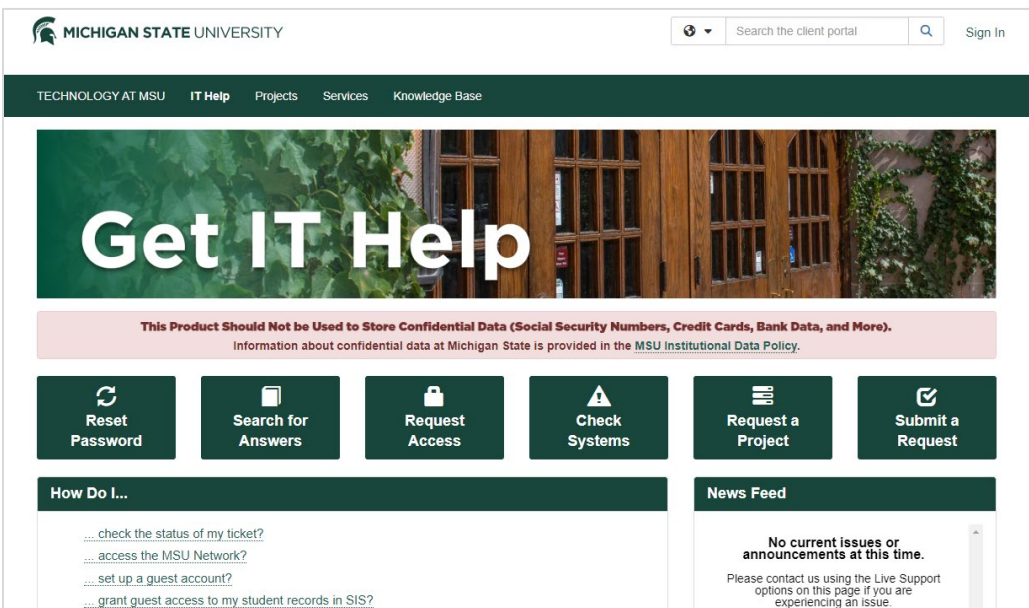 MICHIGAN STATE UNIVERSITY
Search the client portal
Sign In
TECHNOLOGY AT MSU IT Help Projects Services Knowledge Base
Get IT Help
This Product Should Not be Used to Store Confidential Data (Social Security Numbers, Credit Cards, Bank Data, and More).
Information about confidential data at Michigan State is provided in the MSU Institutional Data Policy.
Reset
Password
Search for
Answers
Request
Access
Check
Systems
Request a
Project
Submit a
Request
How Do I...
... check the status of my ticket?
... access the MSU Network?
... set up a guest account?
... grant guest access to my student records in SIS?
News Feed
No current issues or
announcements at this time.
Please contact us using the Live Support
options on this page if you are
experiencing an issue.